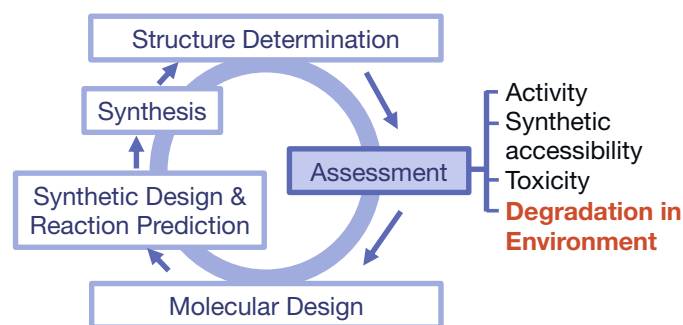 Structure Determination
Synthesis
Synthetic Design &
Reaction Prediction
Molecular Design
Assessment
Activity
Synthetic
accessibility
Toxicity
Degradation in
Environment